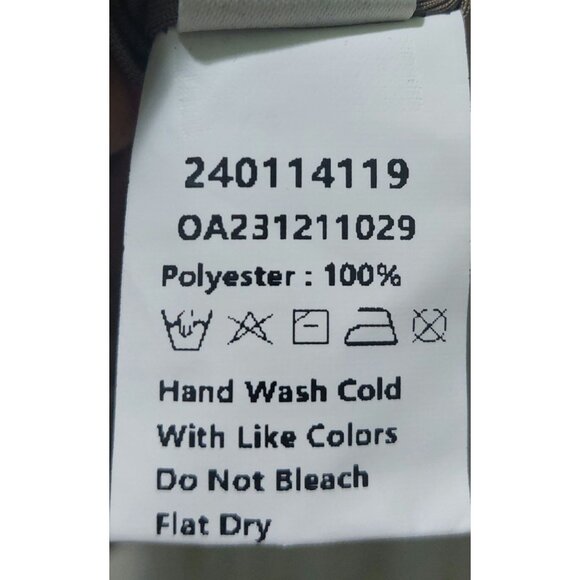 240114119
OA231211029
Polyester : 100%
Hand Wash Cold
With Like Colors
Do Not Bleach
Flat Dry